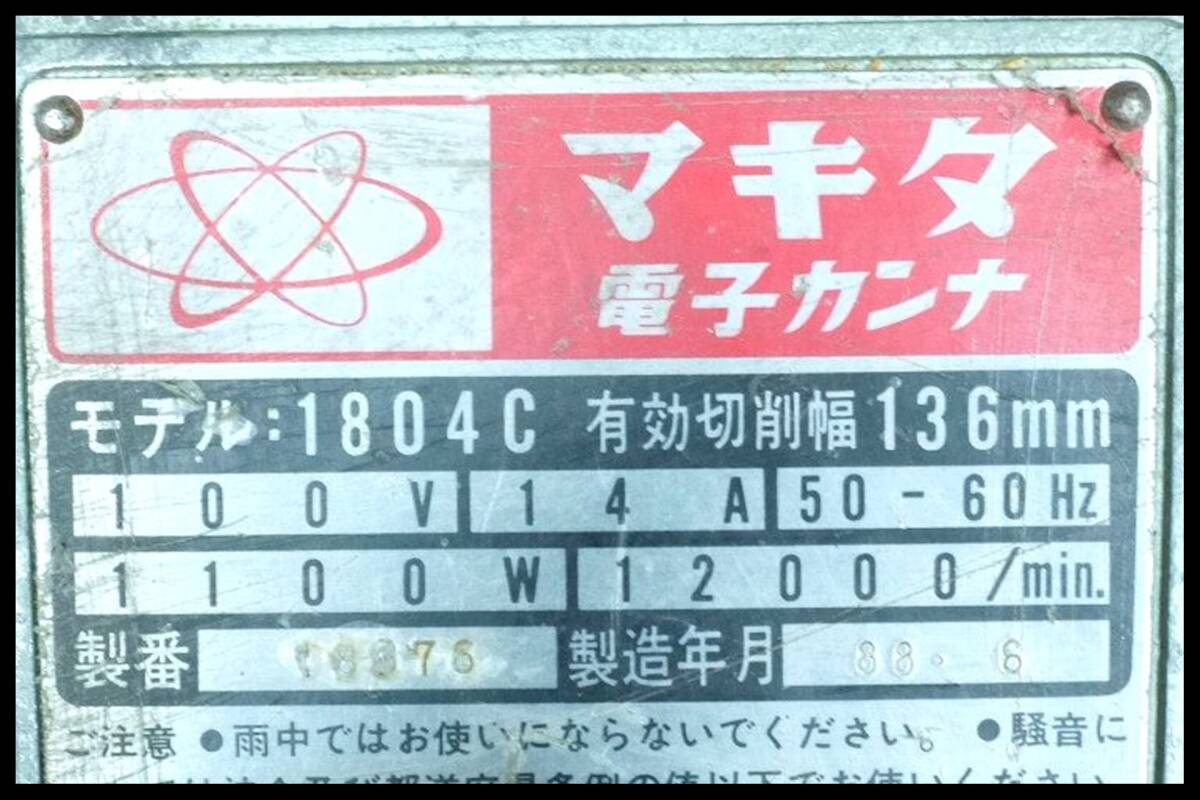 マキタ
電子カンナ
モデル:1804C 有効切削幅136mm
100V 14A 50-60Hz
1100W 12000/min.
製番 製造年月 88. 6
ご注意 ●雨中ではお使いにならないでください。 ●騒音に